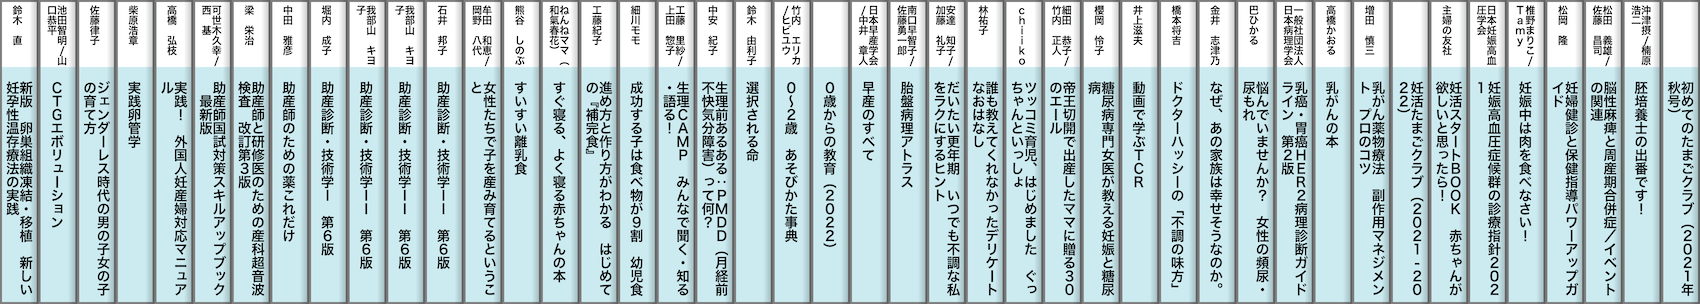 初めてのたまごクラブ（２０２１年
秋号）
沖津摂／楠原
浩二
胚培養士の出番です！
松田　義雄／
佐藤　昌司
脳性麻痺と周産期合併症／イベント
の関連
松岡　隆
妊婦健診と保健指導パワーアップガ
イド
椎野まりこ／
Ｔａｍｙ
妊娠中は肉を食べなさい！
日本妊娠高血
圧学会
妊娠高血圧症候群の診療指針２０２
１
主婦の友社
妊活スタートＢＯＯＫ　赤ちゃんが
欲しいと思ったら！
妊活たまごクラブ（２０２１‐２０
２２）
増田　慎三
乳がん薬物療法　副作用マネジメン
ト　プロのコツ
高橋かおる
乳がんの本
一般社団法人
日本病理学会
乳癌・胃癌ＨＥＲ２病理診断ガイド
ライン　第２版
巴ひかる
悩んでいませんか？　女性の頻尿・
尿もれ
金井　志津乃
なぜ、あの家族は幸せそうなのか。
橋本将吉
ドクターハッシーの「不調の味方」
井上滋夫
動画で学ぶＴＣＲ
櫻岡　怜子
糖尿病専門女医が教える妊娠と糖尿
病
細田　恭子／
竹内　正人
帝王切開で出産したママに贈る３０
のエール
ｃｈｉｉｋｏ
ツッコミ育児、はじめました　ぐっ
ちゃんといっしょ
林祐子
誰も教えてくれなかったデリケート
なおはなし
安達　知子／
加藤　礼子
だいたい更年期　いつでも不調な私
をラクにするヒント
南口早智子／
佐藤勇一郎
胎盤病理アトラス
日本早産学会
／中井　章人
早産のすべて
０歳からの教育（２０２２）
竹内　エリカ
／ヒビユウ
０～２歳　あそびかた事典
鈴木　由利子
選択される命
中安　紀子
生理前あるある：ＰＭＤＤ（月経前
不快気分障害）って何？
工藤　里紗／
上田　惣子
生理ＣＡＭＰ　みんなで聞く・知る
・語る！
細川モモ
成功する子は食べ物が９割　幼児食
工藤紀子
進め方と作り方がわかる　はじめて
の『補完食』
ねんねママ（
和氣春花）
すぐ寝る、よく寝る赤ちゃんの本
熊谷　しのぶ
すいすい離乳食
牟田　和恵／
岡野　八代
女性たちで子を産み育てるというこ
と
石井　邦子
助産診断・技術学ＩＩ　第６版
我部山　キヨ
子
助産診断・技術学ＩＩ　第６版
我部山　キヨ
子
助産診断・技術学ＩＩ　第６版
堀内　成子
助産診断・技術学Ｉ　第６版
中田　雅彦
助産師のための薬これだけ
梁　栄治
助産師と研修医のための産科超音波
検査　改訂第３版
可世木久幸／
西　基
助産師国試対策スキルアップブック
　最新版
高橋　弘枝
実践！　外国人妊産婦対応マニュア
ル
柴原浩章
実践卵管学
佐藤律子
ジェンダーレス時代の男の子女の子
の育て方
池田智明／山
口恭平
ＣＴＧエボリューション
鈴木　直
新版　卵巣組織凍結・移植　新しい
妊孕性温存療法の実践